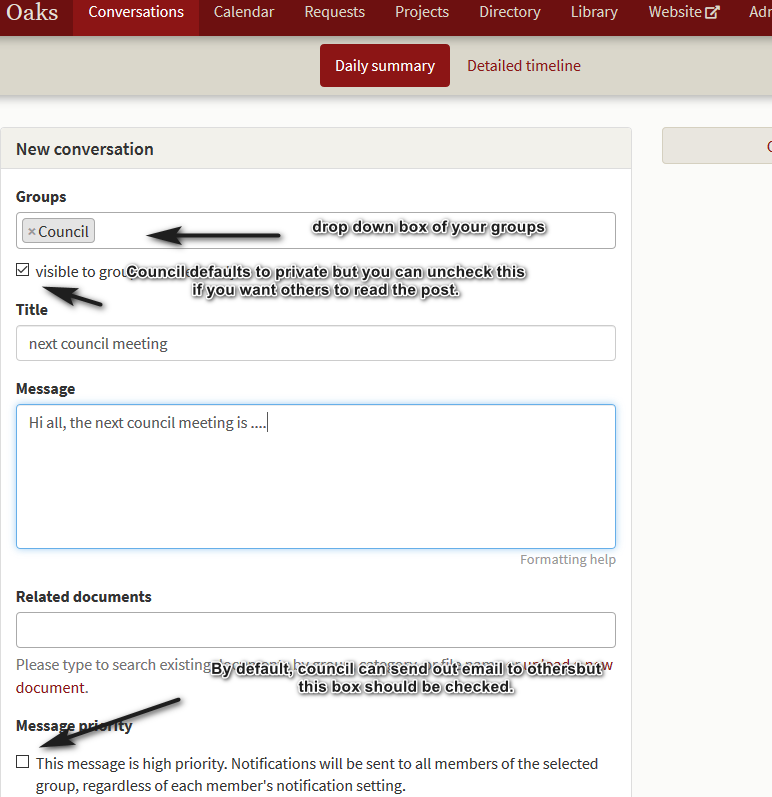 Oaks Conversations Calendar Requests Projects Directory Library Website
Daily summary Detailed timeline
New conversation
Groups
× Council
drop down box of your groups
visible to
Council defaults to private but you can uncheck this
if you want others to read the post.
Title
next council meeting
Message
Hi all, the next council meeting is ....
Formatting help
Related documents
Please type to search existing
By default, council can send out email to othersbut
this box should be checked.
document.
Message priority
This message is high priority. Notifications will be sent to all members of the selected
group, regardless of each member's notification setting.